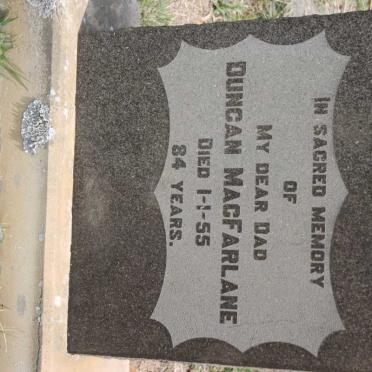 IN SACRED MEMORY
OF
MY DEAR DAD
DUNCAN MACFARLANE
DIED 1-1-55
84 YEARS.